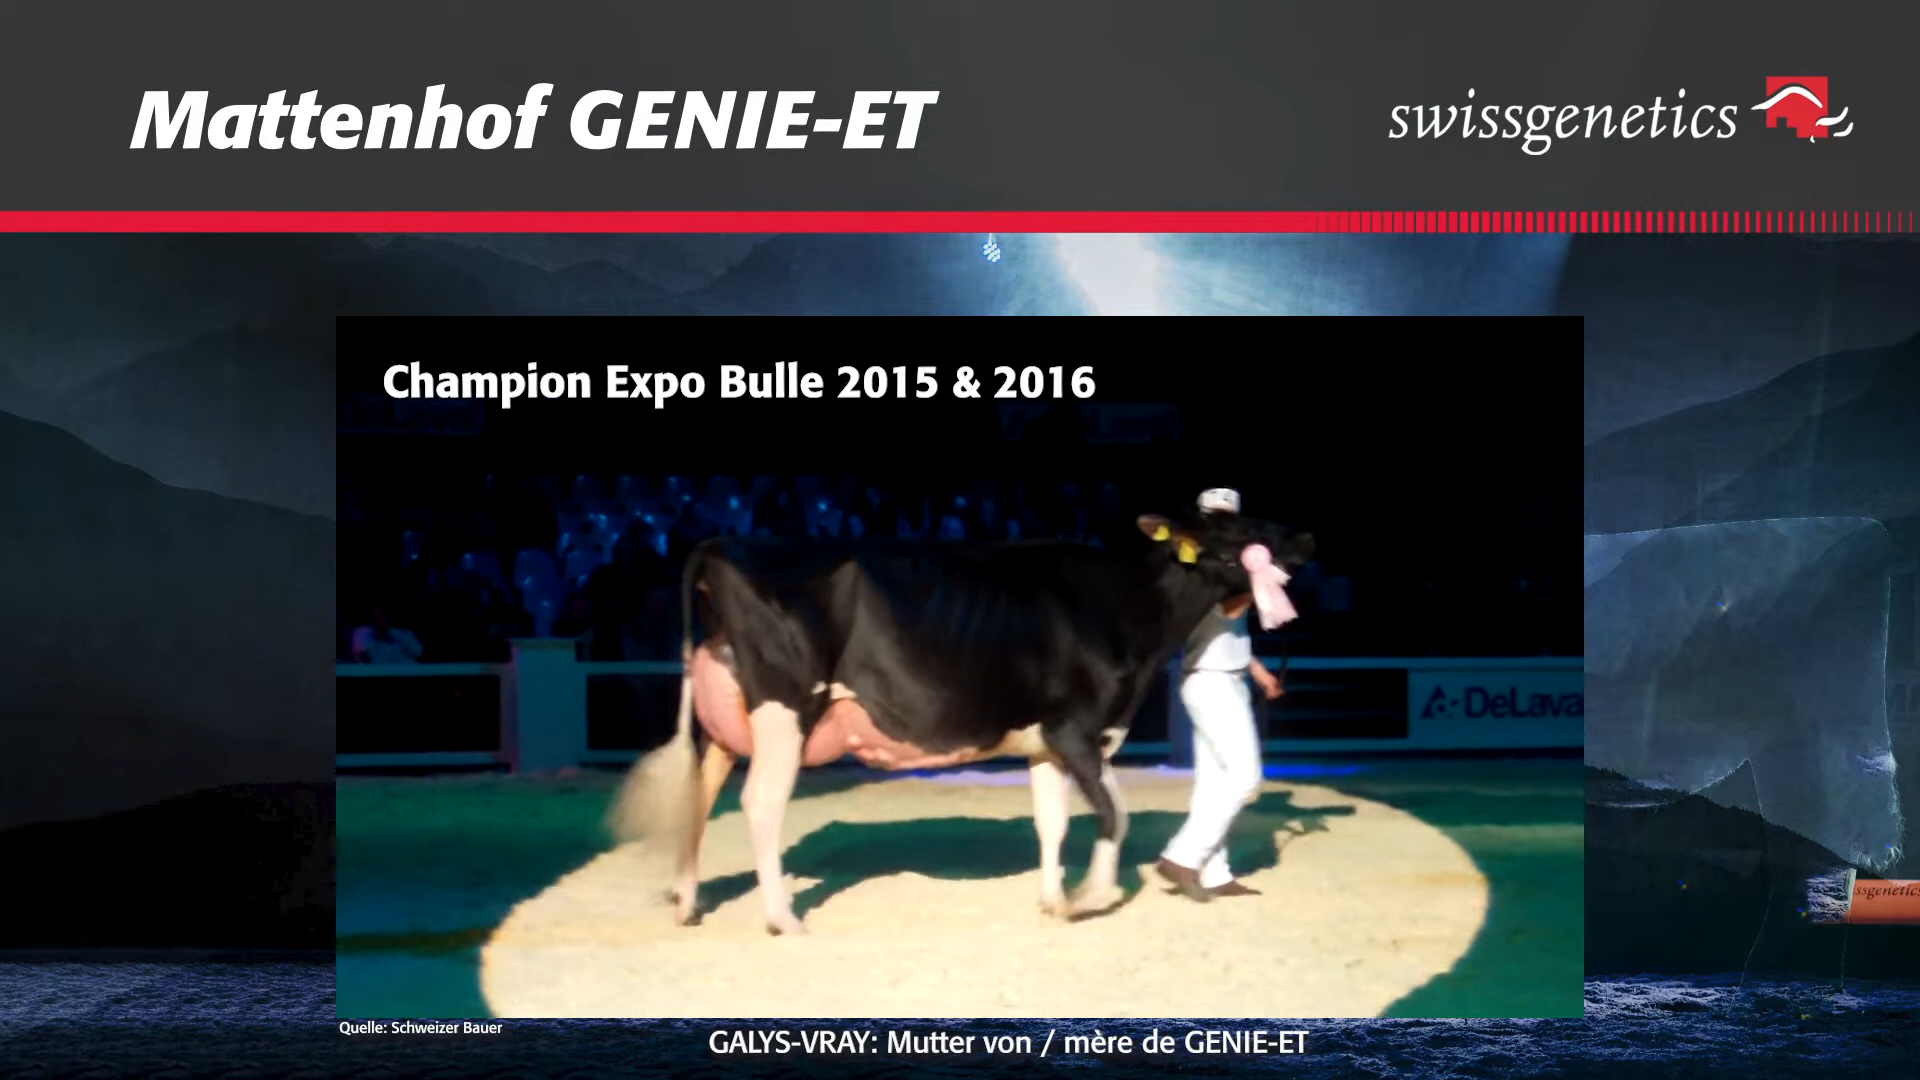 Mattenhof GENIE-ET
swissgenetics
Champion Expo Bulle 2015 & 2016
DeLava
ssgenetics
Quelle: Schweizer Bauer
GALYS-VRAY: Mutter von / mère de GENIE-ET